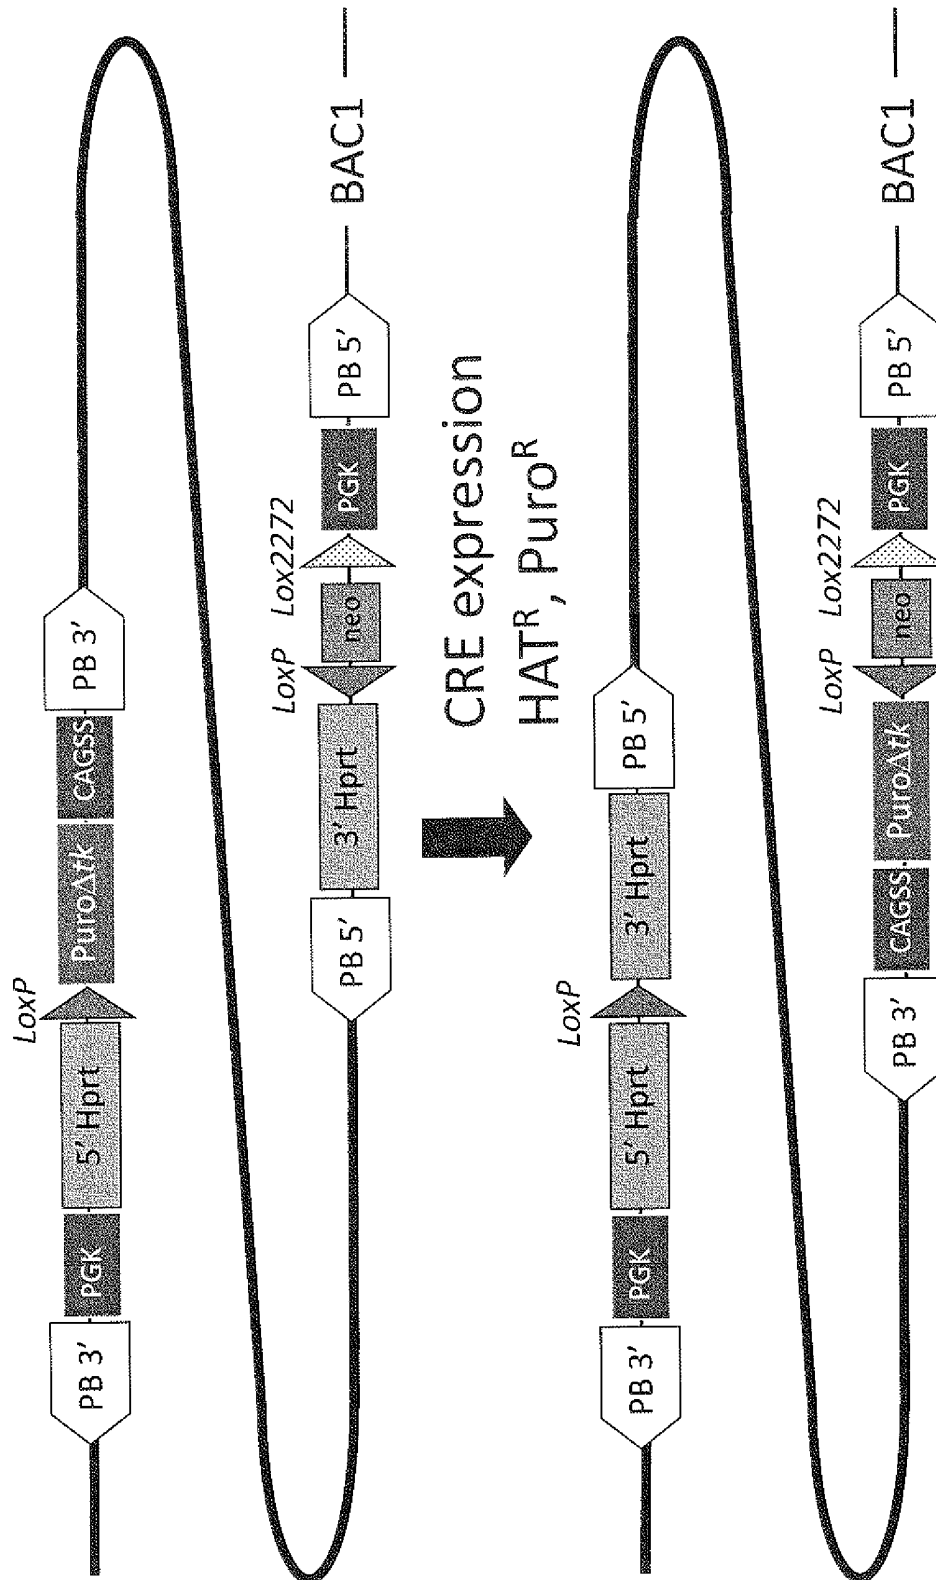 LoxP
PB 3' PGK 5' Hprt PuroΔtk CAGSS PB 3'
LoxP Lox2272
PB 5' 3' Hprt neo PGK PB 5' BAC1
CRE expression
HATᴿ, Puroᴿ
LoxP
PB 3' PGK 5' Hprt 3' Hprt PB 5'
LoxP Lox2272
PB 3' CAGSS PuroΔtk neo PGK PB 5' BAC1